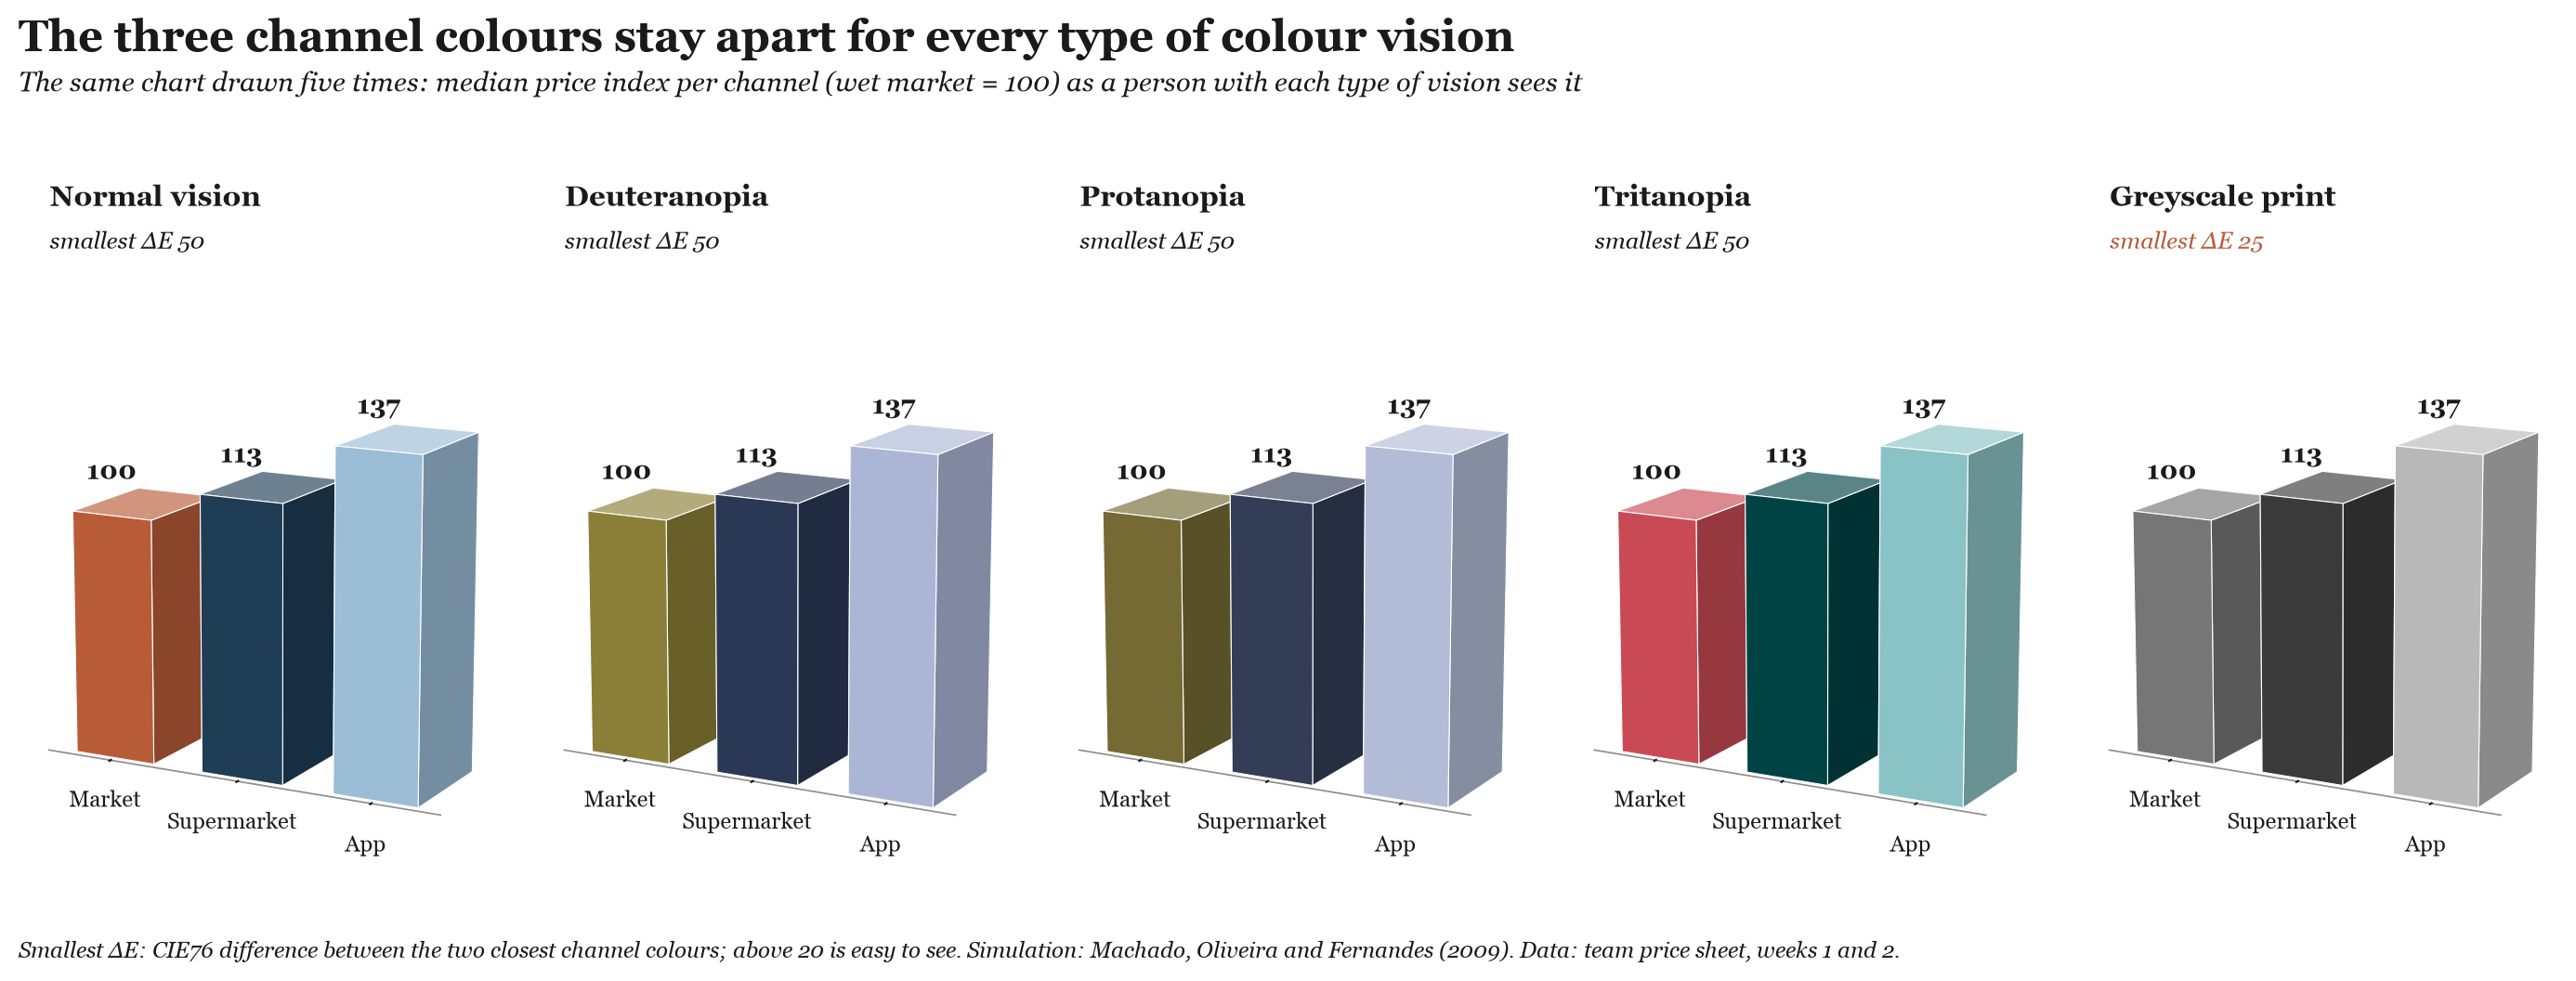 The three channel colours stay apart for every type of colour vision
The same chart drawn five times: median price index per channel (wet market = 100) as a person with each type of vision sees it
Normal vision
smallest ΔE 50
100
113
137
Market
Supermarket
App
Deuteranopia
smallest ΔE 50
100
113
137
Market
Supermarket
App
Protanopia
smallest ΔE 50
100
113
137
Market
Supermarket
App
Tritanopia
smallest ΔE 50
100
113
137
Market
Supermarket
App
Greyscale print
smallest ΔE 25
100
113
137
Market
Supermarket
App
Smallest ΔE: CIE76 difference between the two closest channel colours; above 20 is easy to see. Simulation: Machado, Oliveira and Fernandes (2009). Data: team price sheet, weeks 1 and 2.